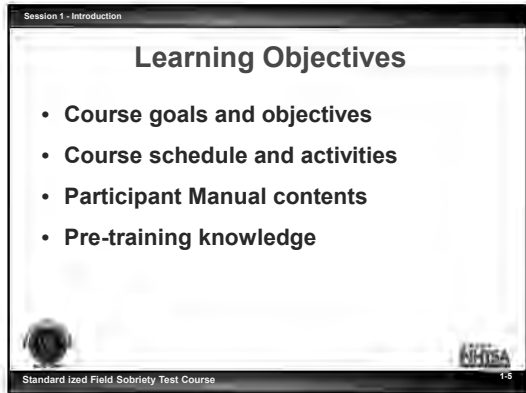 Session 1 - Introduction
Learning Objectives
• Course goals and objectives
• Course schedule and activities
• Participant Manual contents
• Pre-training knowledge
NHTSA
Standard ized Field Sobriety Test Course
1-5